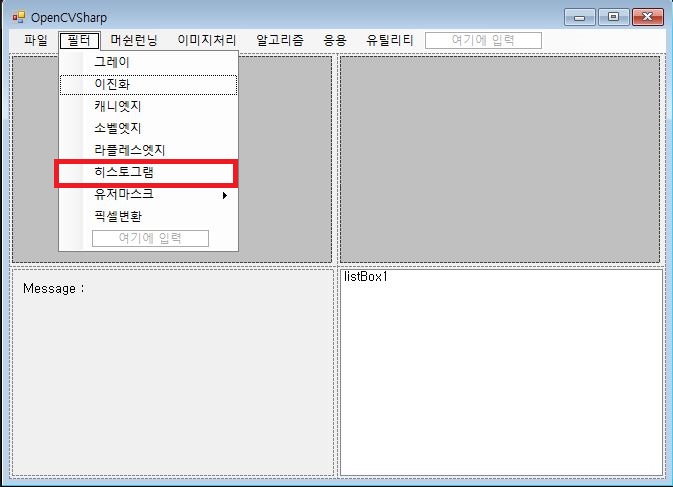 OpenCVSharp
파일 필터 머쉰런닝 이미지처리 알고리즘 응용 유틸리티 여기에 입력
그레이
이진화
캐니엣지
소벨엣지
라플레스엣지
히스토그램
유저마스크
픽셀변환
여기에 입력
Message :
listBox1